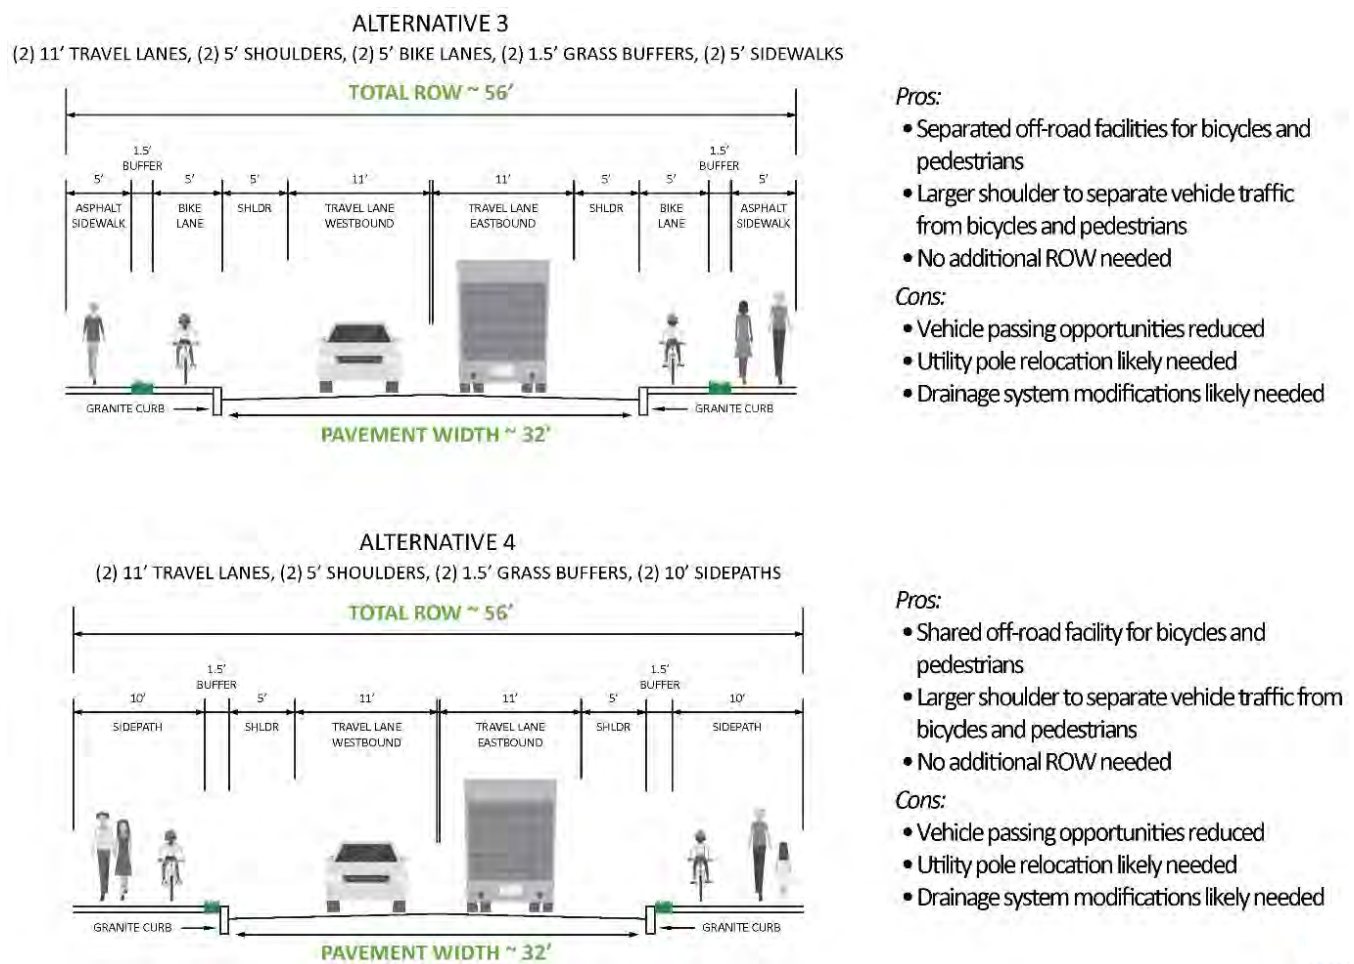 ALTERNATIVE 3
(2) 11' TRAVEL LANES, (2) 5' SHOULDERS, (2) 5' BIKE LANES, (2) 1.5' GRASS BUFFERS, (2) 5' SIDEWALKS
TOTAL ROW ~ 56'
1.5' 1.5'
BUFFER BUFFER
5' 5' 5' 11' 11' 5' 5' 5'
ASPHALT BIKE SHLDR TRAVEL LANE TRAVEL LANE SHLDR BIKE ASPHALT
SIDEWALK LANE WESTBOUND EASTBOUND LANE SIDEWALK
GRANITE CURB GRANITE CURB
PAVEMENT WIDTH ~ 32'
Pros:
• Separated off-road facilities for bicycles and
pedestrians
• Larger shoulder to separate vehicle traffic
from bicycles and pedestrians
• No additional ROW needed
Cons:
• Vehicle passing opportunities reduced
• Utility pole relocation likely needed
• Drainage system modifications likely needed
ALTERNATIVE 4
(2) 11' TRAVEL LANES, (2) 5' SHOULDERS, (2) 1.5' GRASS BUFFERS, (2) 10' SIDEPATHS
TOTAL ROW ~ 56'
1.5' 1.5'
BUFFER BUFFER
10' 5' 11' 11' 5' 10'
SIDEPATH SHLDR TRAVEL LANE TRAVEL LANE SHLDR SIDEPATH
WESTBOUND EASTBOUND
GRANITE CURB GRANITE CURB
PAVEMENT WIDTH ~ 32'
Pros:
• Shared off-road facility for bicycles and
pedestrians
• Larger shoulder to separate vehicle traffic from
bicycles and pedestrians
• No additional ROW needed
Cons:
• Vehicle passing opportunities reduced
• Utility pole relocation likely needed
• Drainage system modifications likely needed